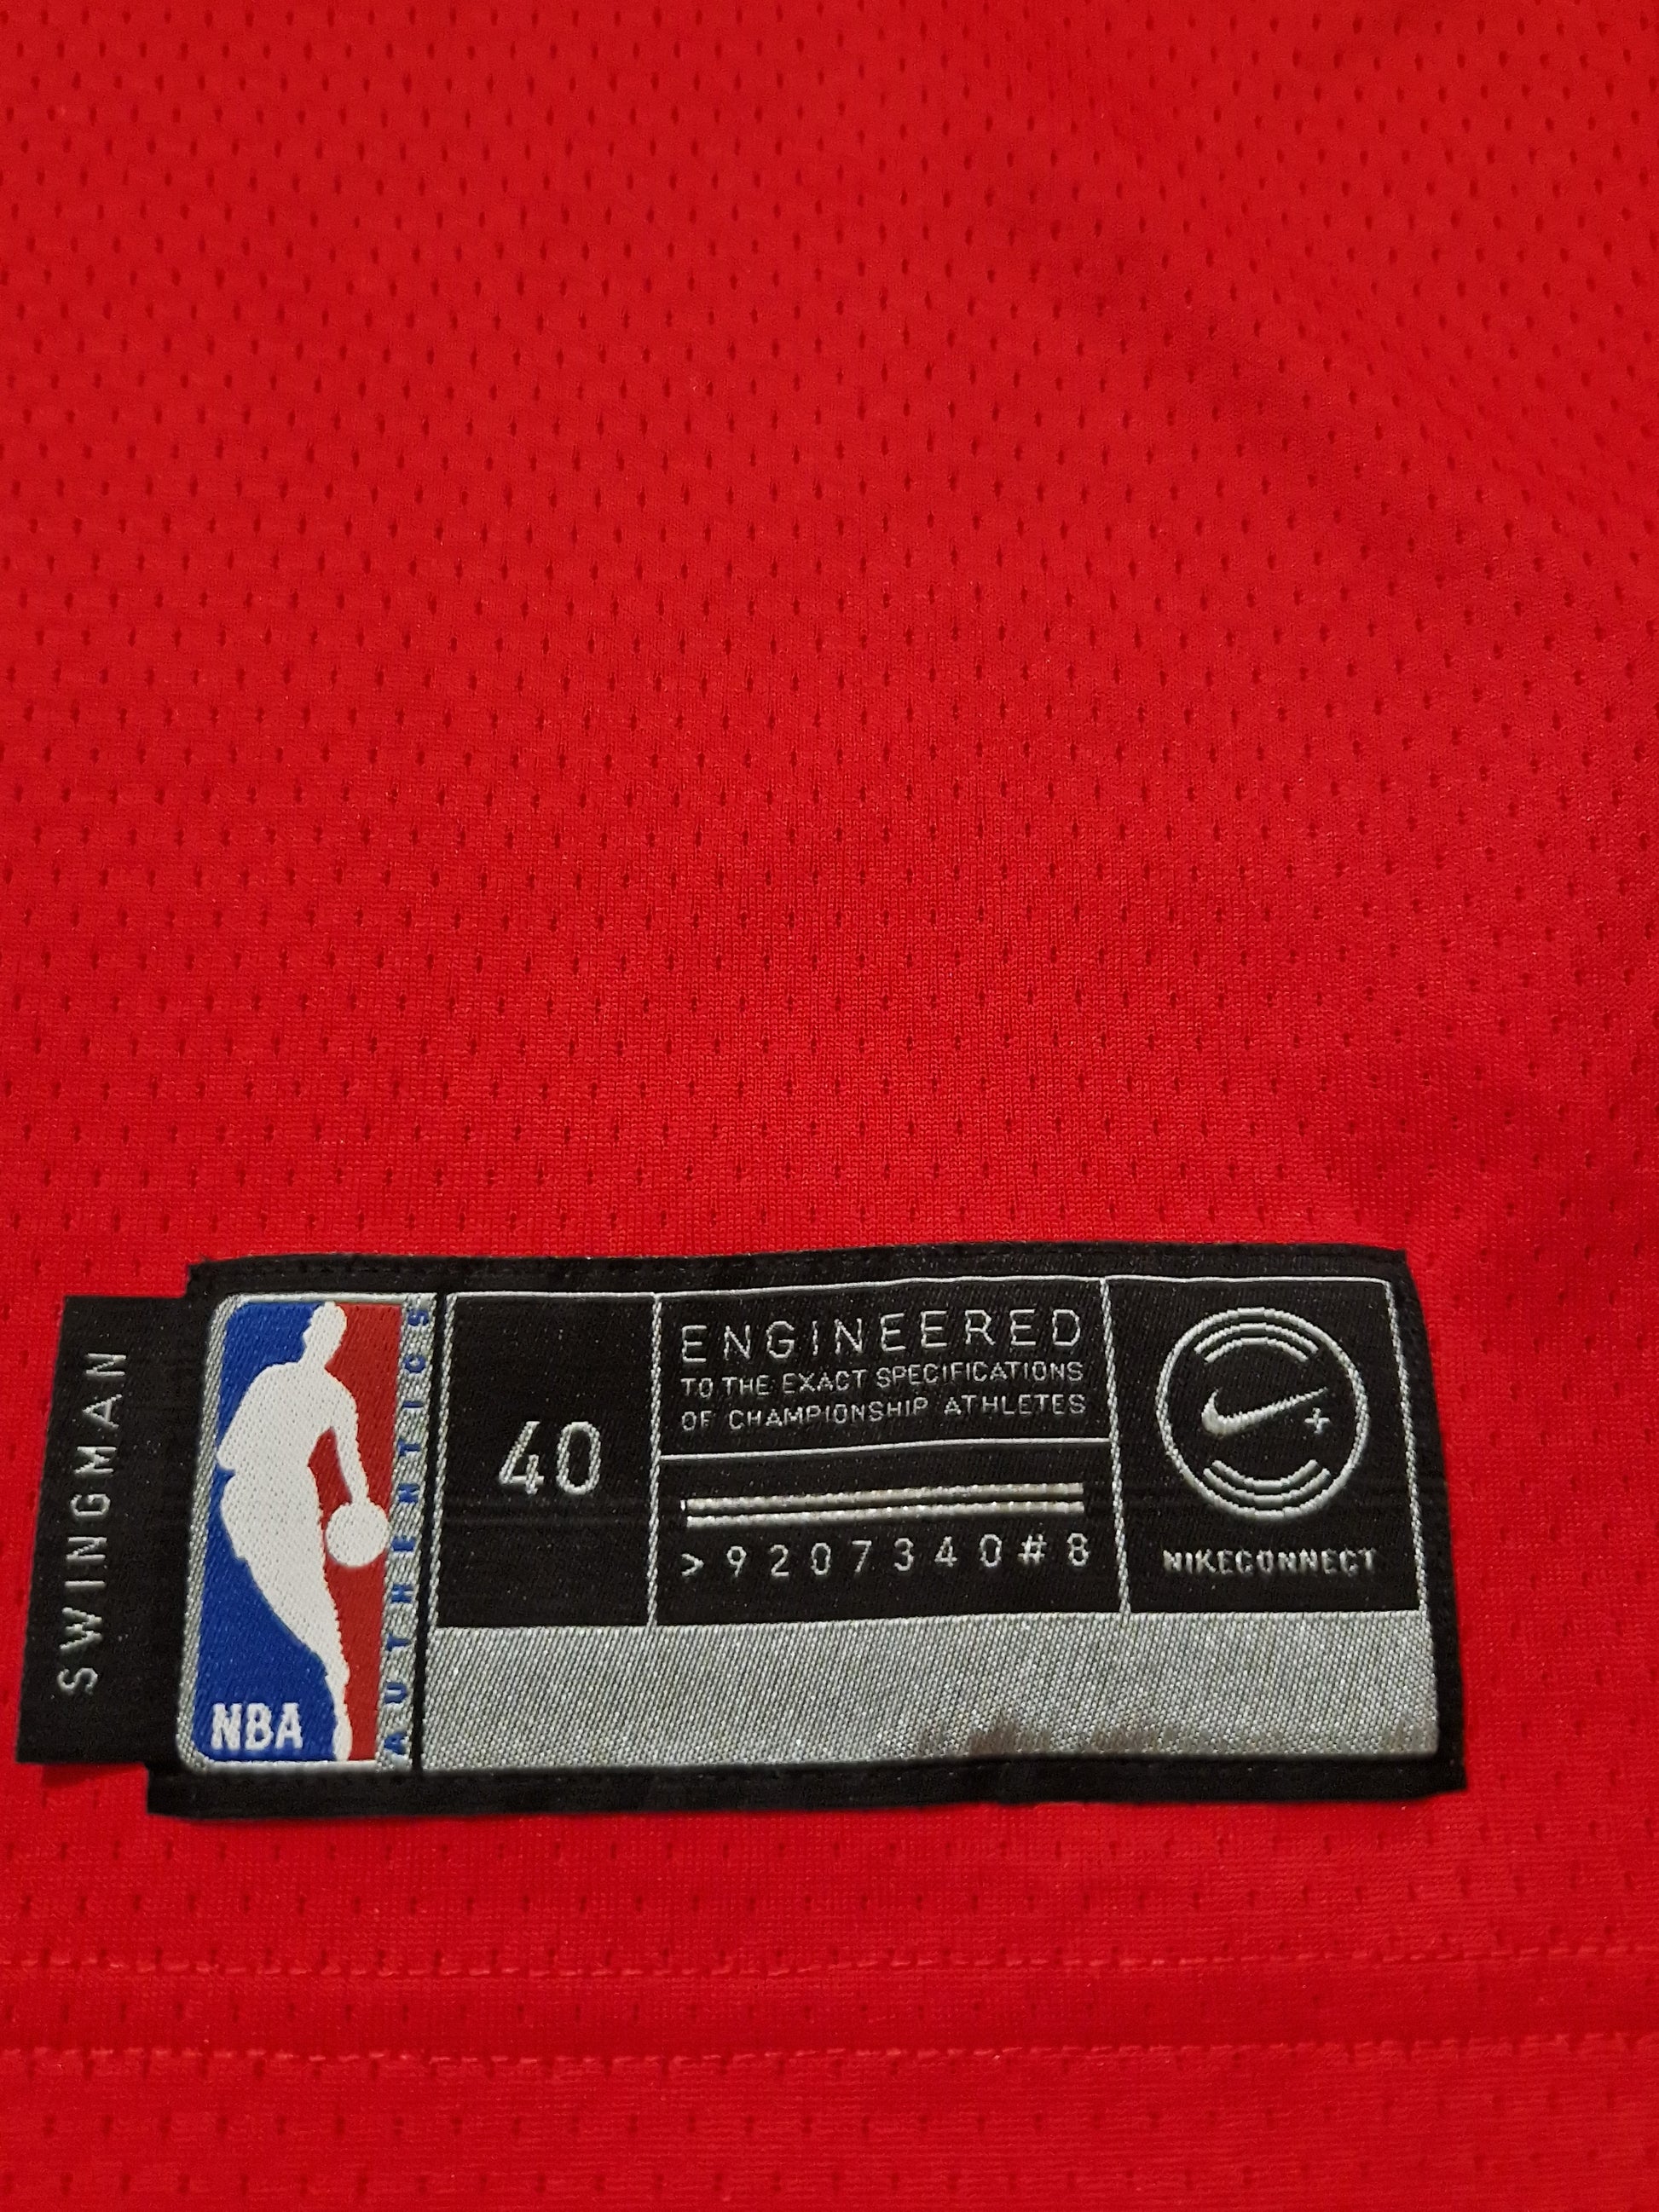 SWINGMAN
NBA
AUTHENTICS
40
ENGINEERED
TO THE EXACT SPECIFICATIONS
OF CHAMPIONSHIP ATHLETES
>9207340#8
NIKECONNECT